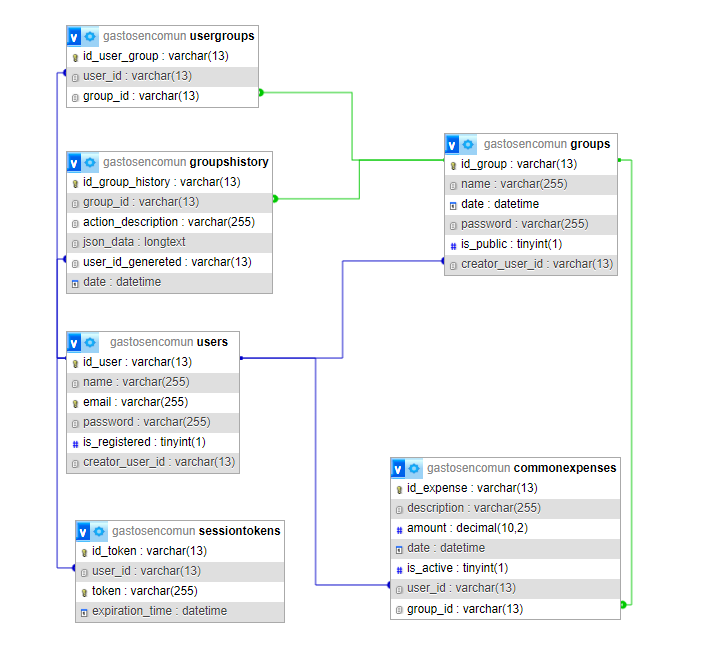 gastosencomun usergroups
id_user_group : varchar(13)
user_id : varchar(13)
group_id : varchar(13)
gastosencomun groupshistory
id_group_history : varchar(13)
group_id : varchar(13)
action_description : varchar(255)
json_data : longtext
user_id_genereted : varchar(13)
date : datetime
gastosencomun groups
id_group : varchar(13)
name : varchar(255)
date : datetime
password : varchar(255)
is_public : tinyint(1)
creator_user_id : varchar(13)
gastosencomun users
id_user : varchar(13)
name : varchar(255)
email : varchar(255)
password : varchar(255)
is_registered : tinyint(1)
creator_user_id : varchar(13)
gastosencomun commonexpenses
id_expense : varchar(13)
description : varchar(255)
amount : decimal(10,2)
date : datetime
is_active : tinyint(1)
user_id : varchar(13)
group_id : varchar(13)
gastosencomun sessiontokens
id_token : varchar(13)
user_id : varchar(13)
token : varchar(255)
expiration_time : datetime